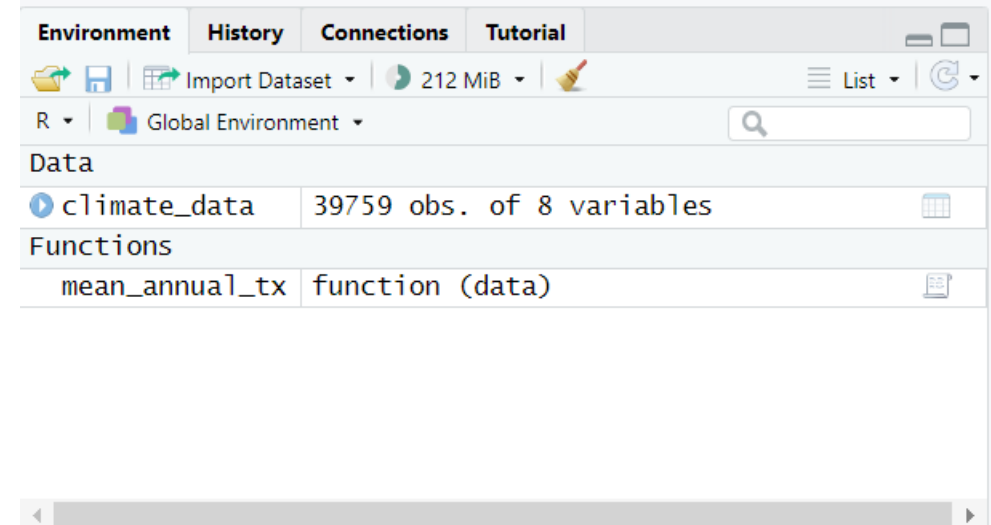 Environment History Connections Tutorial
Import Dataset 212 MiB List
R Global Environment
Data
climate_data 39759 obs. of 8 variables
Functions
mean_annual_tx function (data)